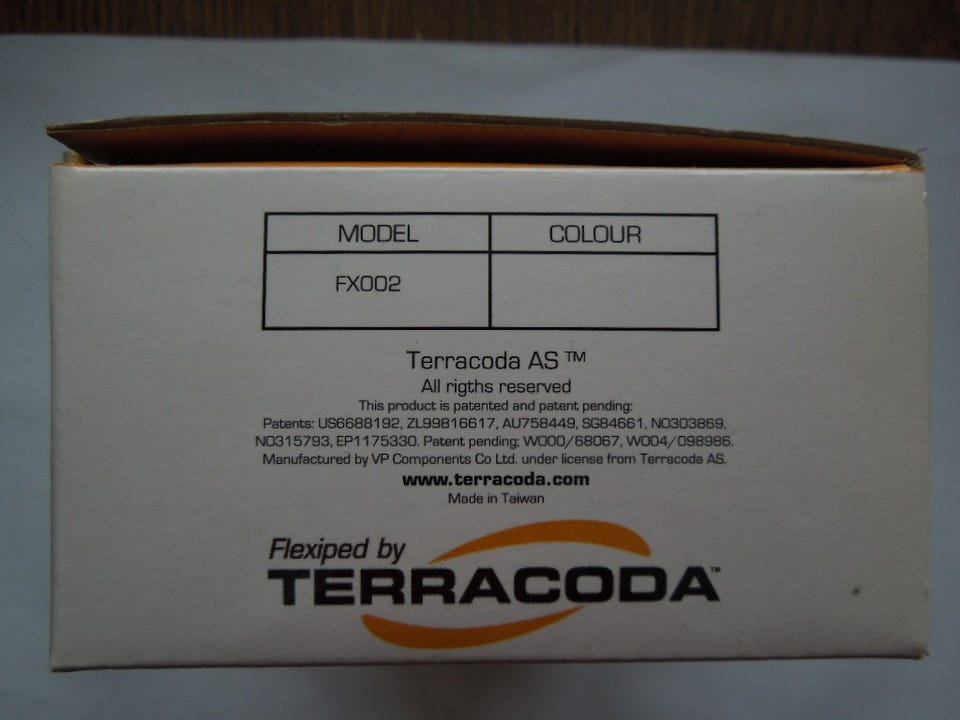 MODEL COLOUR
FX002
Terracoda AS ™
All rigths reserved
This product is patented and patent pending:
Patents: US6688192, ZL99816617, AU758449, SG84661, NO303869,
NO315793, EP1175330. Patent pending; WO00/68067, WO04/098986.
Manufactured by VP Components Co Ltd. under license from Terracoda AS.
www.terracoda.com
Made in Taiwan
Flexiped by
TERRACODA™